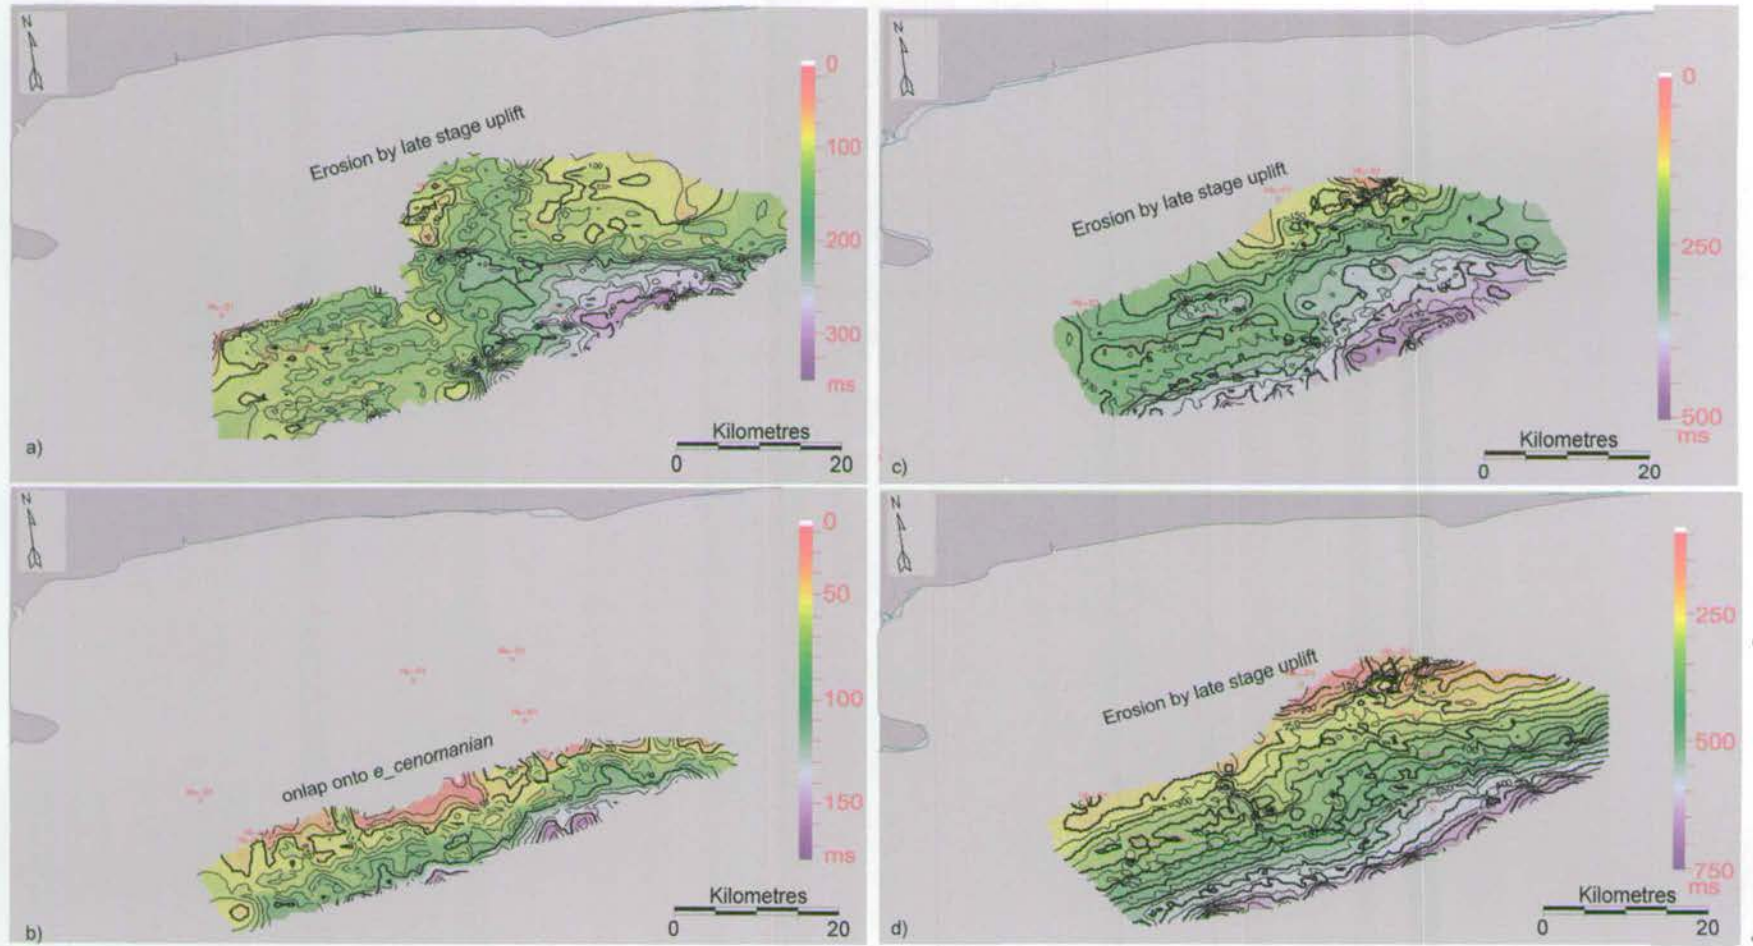 N
Erosion by late stage uplift
0
100
200
300
ms
Kilometres
0 20
a)
N
Erosion by late stage uplift
0
250
500
ms
Kilometres
0 20
c)
N
onlap onto e_cenomanian
0
50
100
150
ms
Kilometres
0 20
b)
N
Erosion by late stage uplift
250
500
750
ms
Kilometres
0 20
d)